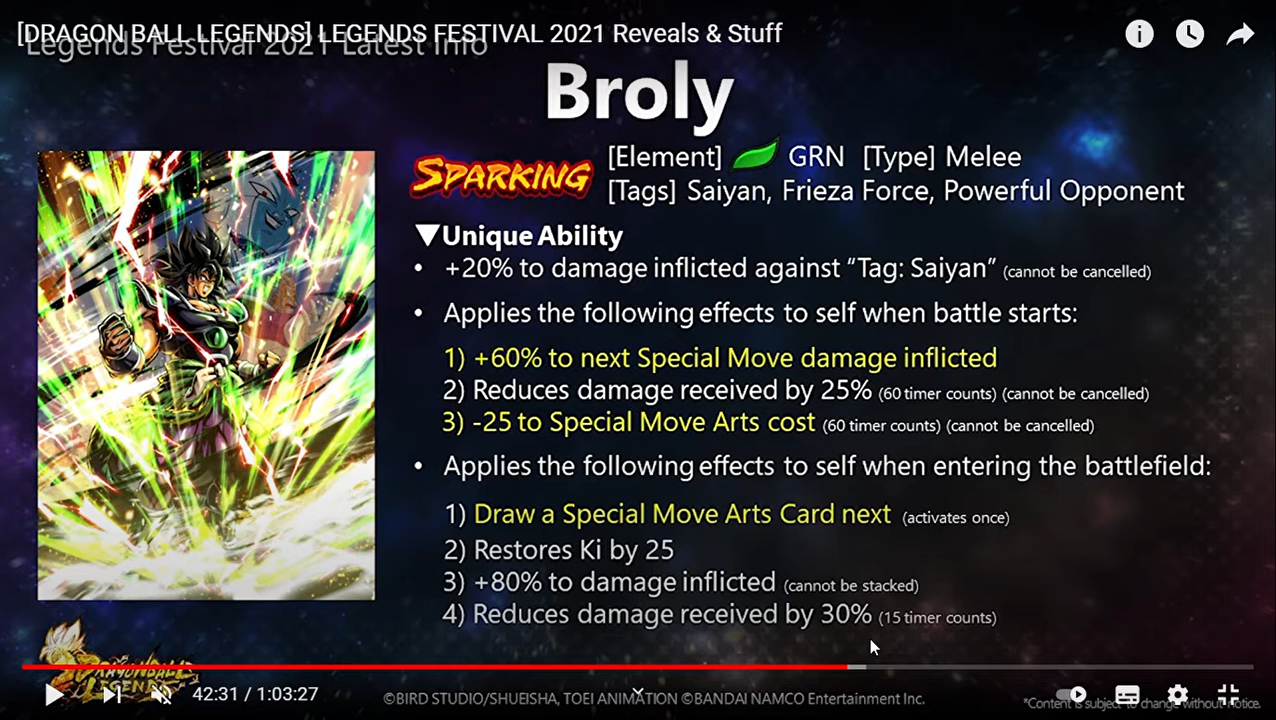 [DRAGON BALL LEGENDS] LEGENDS FESTIVAL 2021 Reveals & Stuff
Legends Festival 2021 Latest Info
Broly
SPARKING
[Element] GRN [Type] Melee
[Tags] Saiyan, Frieza Force, Powerful Opponent
▼Unique Ability
• +20% to damage inflicted against “Tag: Saiyan” (cannot be cancelled)
• Applies the following effects to self when battle starts:
1) +60% to next Special Move damage inflicted
2) Reduces damage received by 25% (60 timer counts) (cannot be cancelled)
3) -25 to Special Move Arts cost (60 timer counts) (cannot be cancelled)
• Applies the following effects to self when entering the battlefield:
1) Draw a Special Move Arts Card next (activates once)
2) Restores Ki by 25
3) +80% to damage inflicted (cannot be stacked)
4) Reduces damage received by 30% (15 timer counts)
DRAGONBALL
LEGENDS
42:31 / 1:03:27
©BIRD STUDIO/SHUEISHA, TOEI ANIMATION ©BANDAI NAMCO Entertainment Inc.
*Content is subject to change without notice.